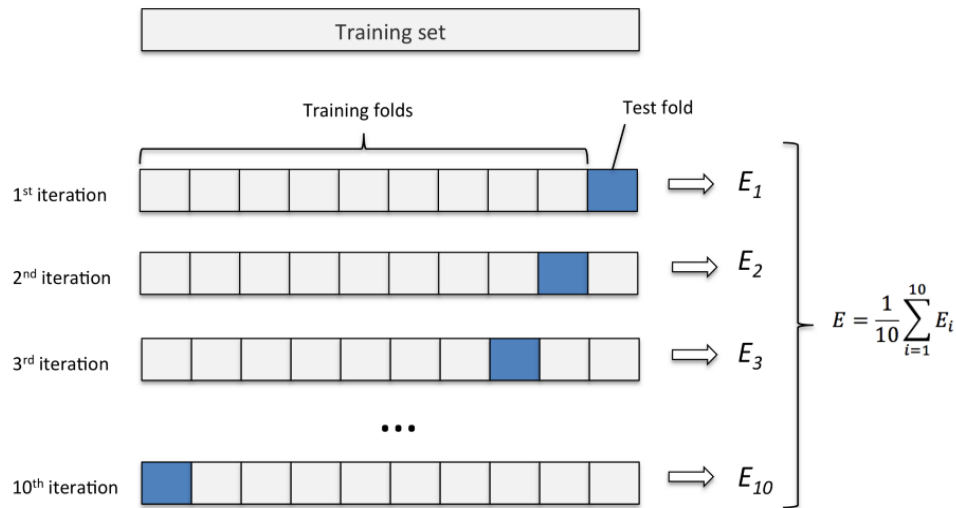 Training set
Training folds
Test fold
1st iteration
E1
2nd iteration
E2
E = 1/10 ∑_{i=1}^{10} E_i
3rd iteration
E3
...
10th iteration
E10